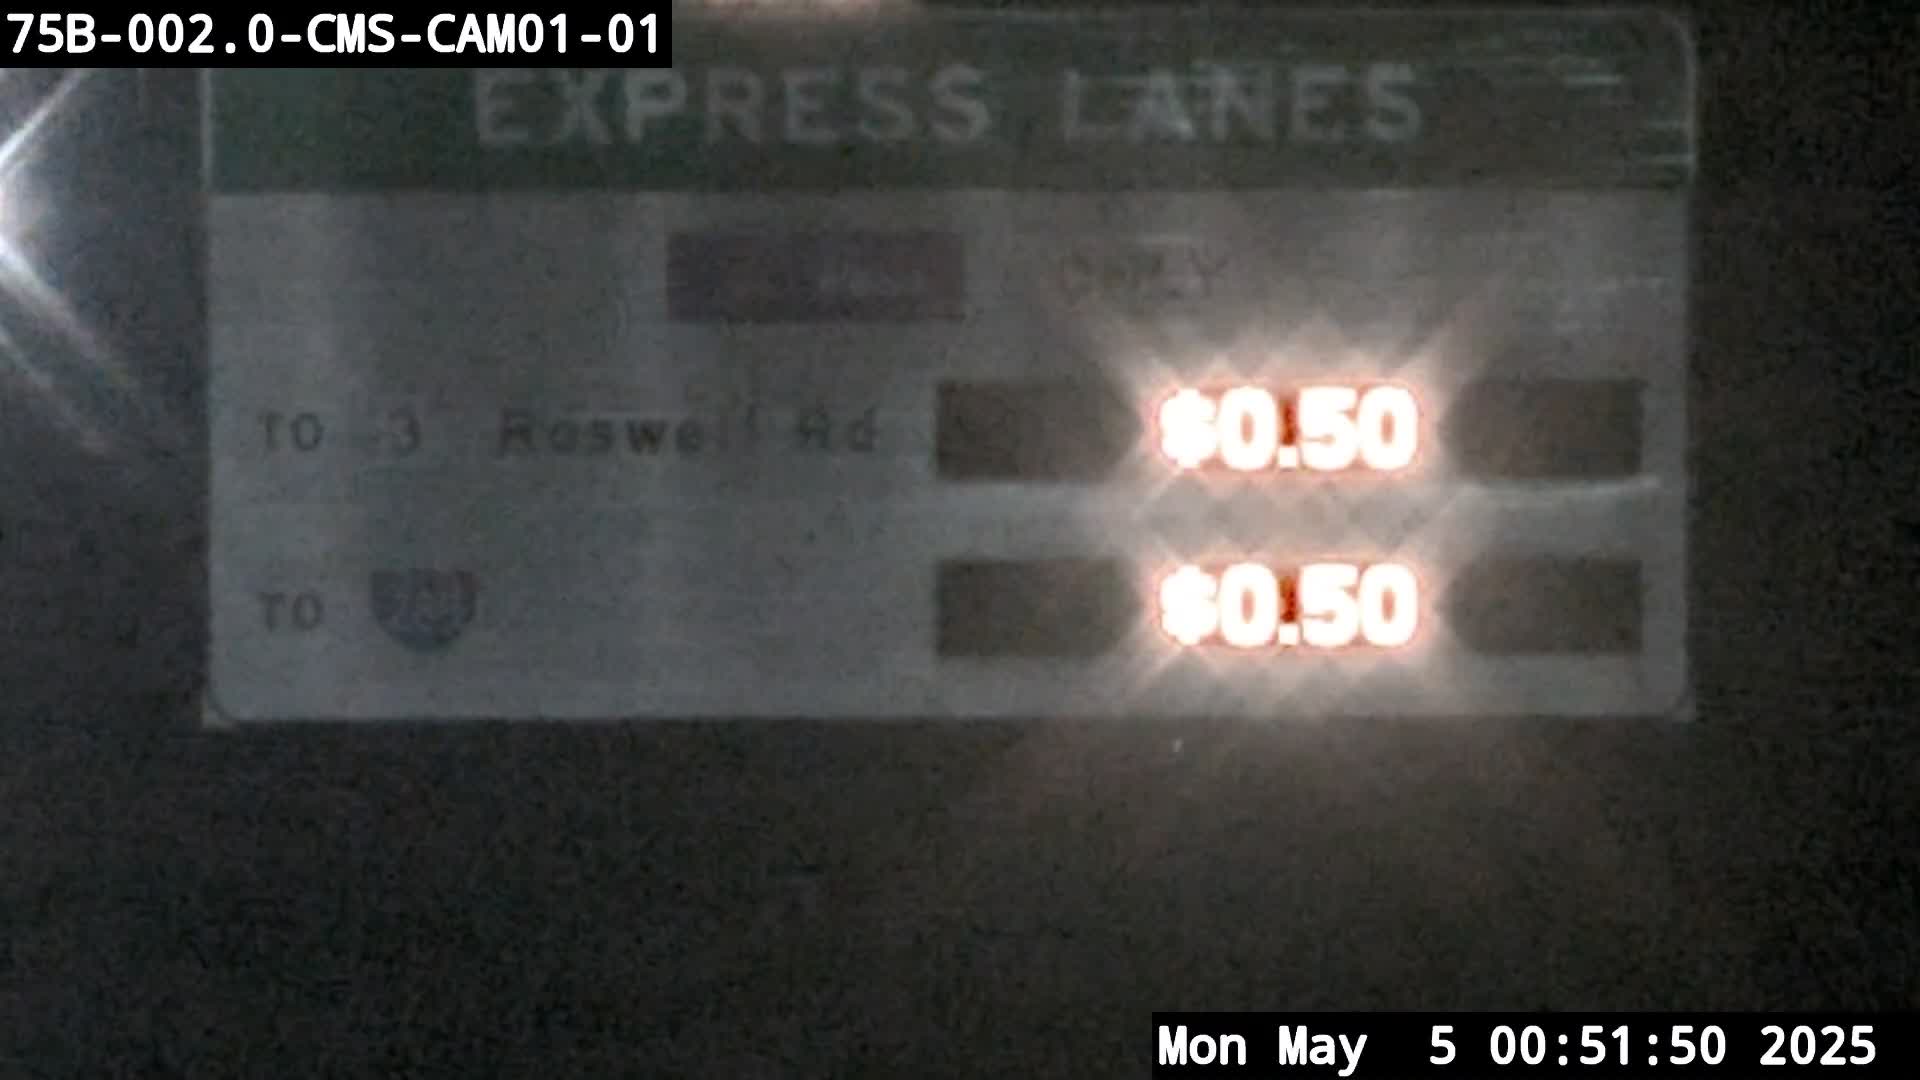 75B-002.0-CMS-CAM01-01
EXPRESS LANES
ONLY
TO 3 Roswell Rd $0.50
TO $0.50
Mon May 5 00:51:50 2025